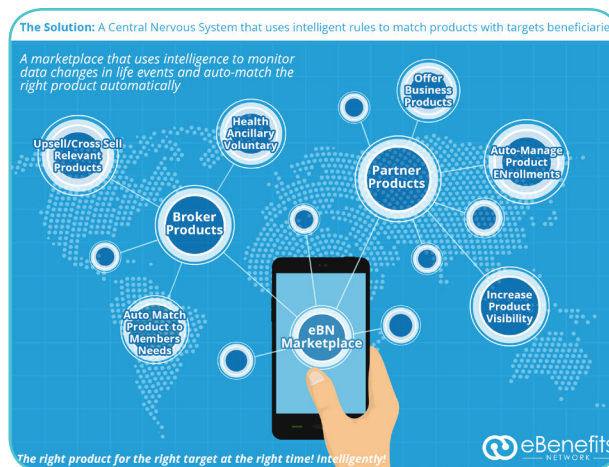 The Solution: A Central Nervous System that uses intelligent rules to match products with targets beneficiarie
A marketplace that uses intelligence to monitor
data changes in life events and auto-match the
right product automatically
Offer
Business
Products
Health
Ancillary
Voluntary
Upsell/Cross Sell
Relevant
Products
Auto-Manage
Product
ENrollments
Partner
Products
Broker
Products
Increase
Product
Visibility
Auto Match
Product to
Members
Needs
eBN
Marketplace
eBenefits
NETWORK
The right product for the right target at the right time! Intelligently!